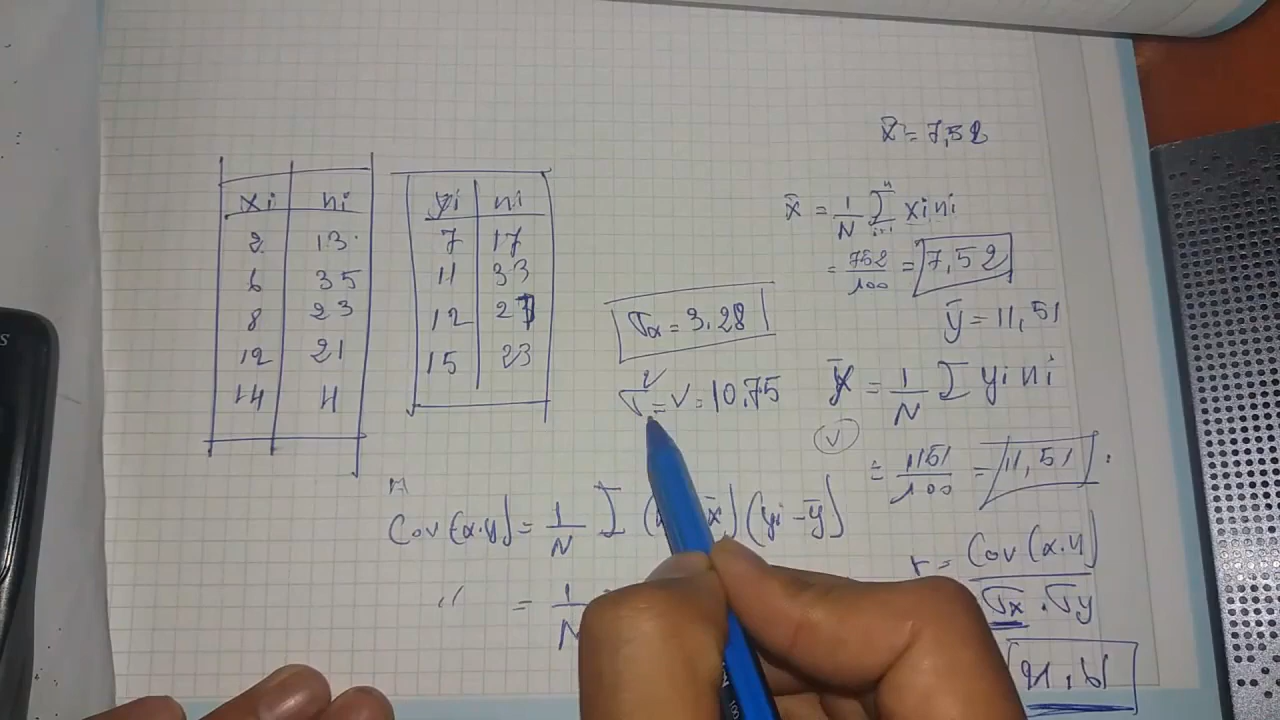 x̄ = 7,52
xi | ni
2 | 13
6 | 35
8 | 23
12 | 21
14 | 4
yi | ni
7 | 17
11 | 33
12 | 27
15 | 23
x̄ = 1/N Σ xi ni
= 752/100 = 7,52
ȳ = 11,51
σx = 3.28
σ² = V = 10.75
ȳ = 1/N Σ yi ni
= 1151/100 = 11,51
(V)
Cov(x.y) = 1/N Σ ( x̄)(yi - ȳ)
" = 1/N
r = Cov(x.y) / σx . σy